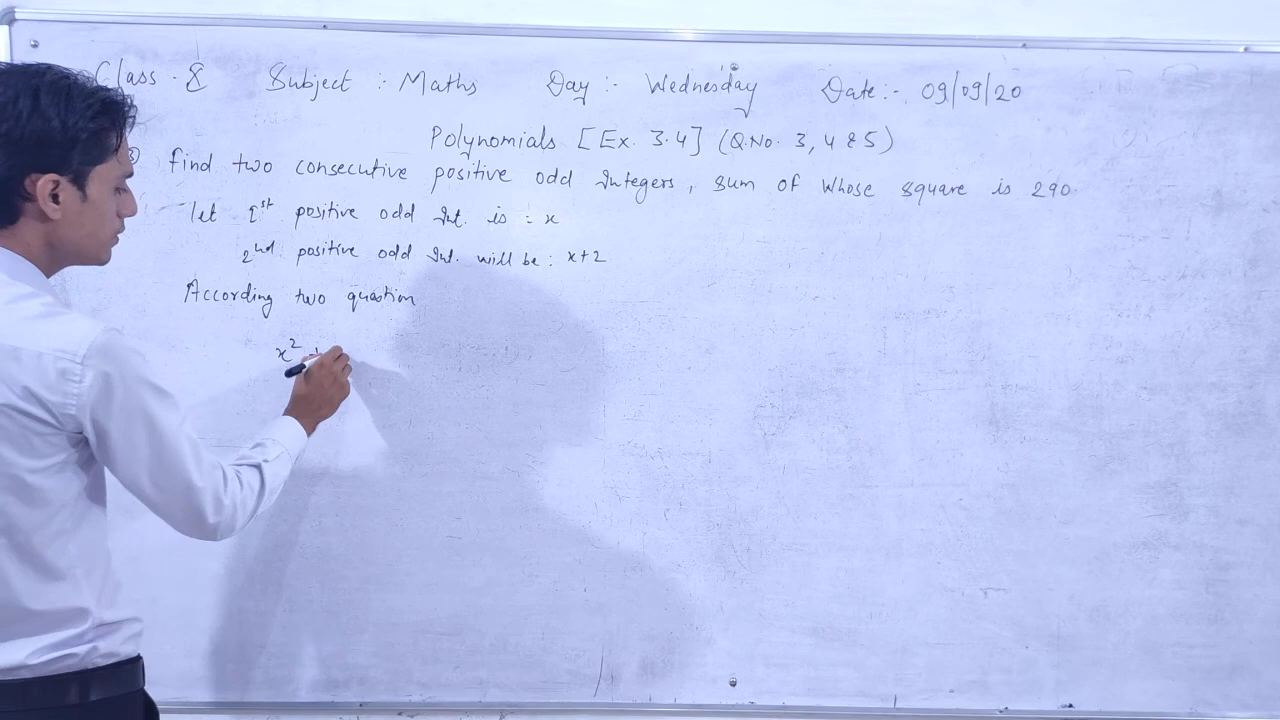 Class . 8 Subject : Maths Day :- Wednesday Date :- 09/09/20
Polynomials [Ex. 3.4] (Q.No. 3, 4 & 5)
③ find two consecutive positive odd Integers, sum of whose square is 290.
let 1st positive odd Int. is : x
2nd positive odd Int. will be : x+2
According two question
x² +